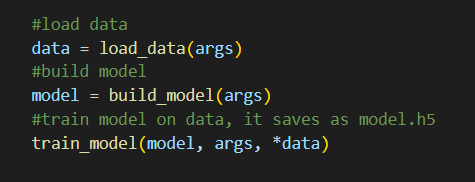 #load data
data = load_data(args)
#build model
model = build_model(args)
#train model on data, it saves as model.h5
train_model(model, args, *data)